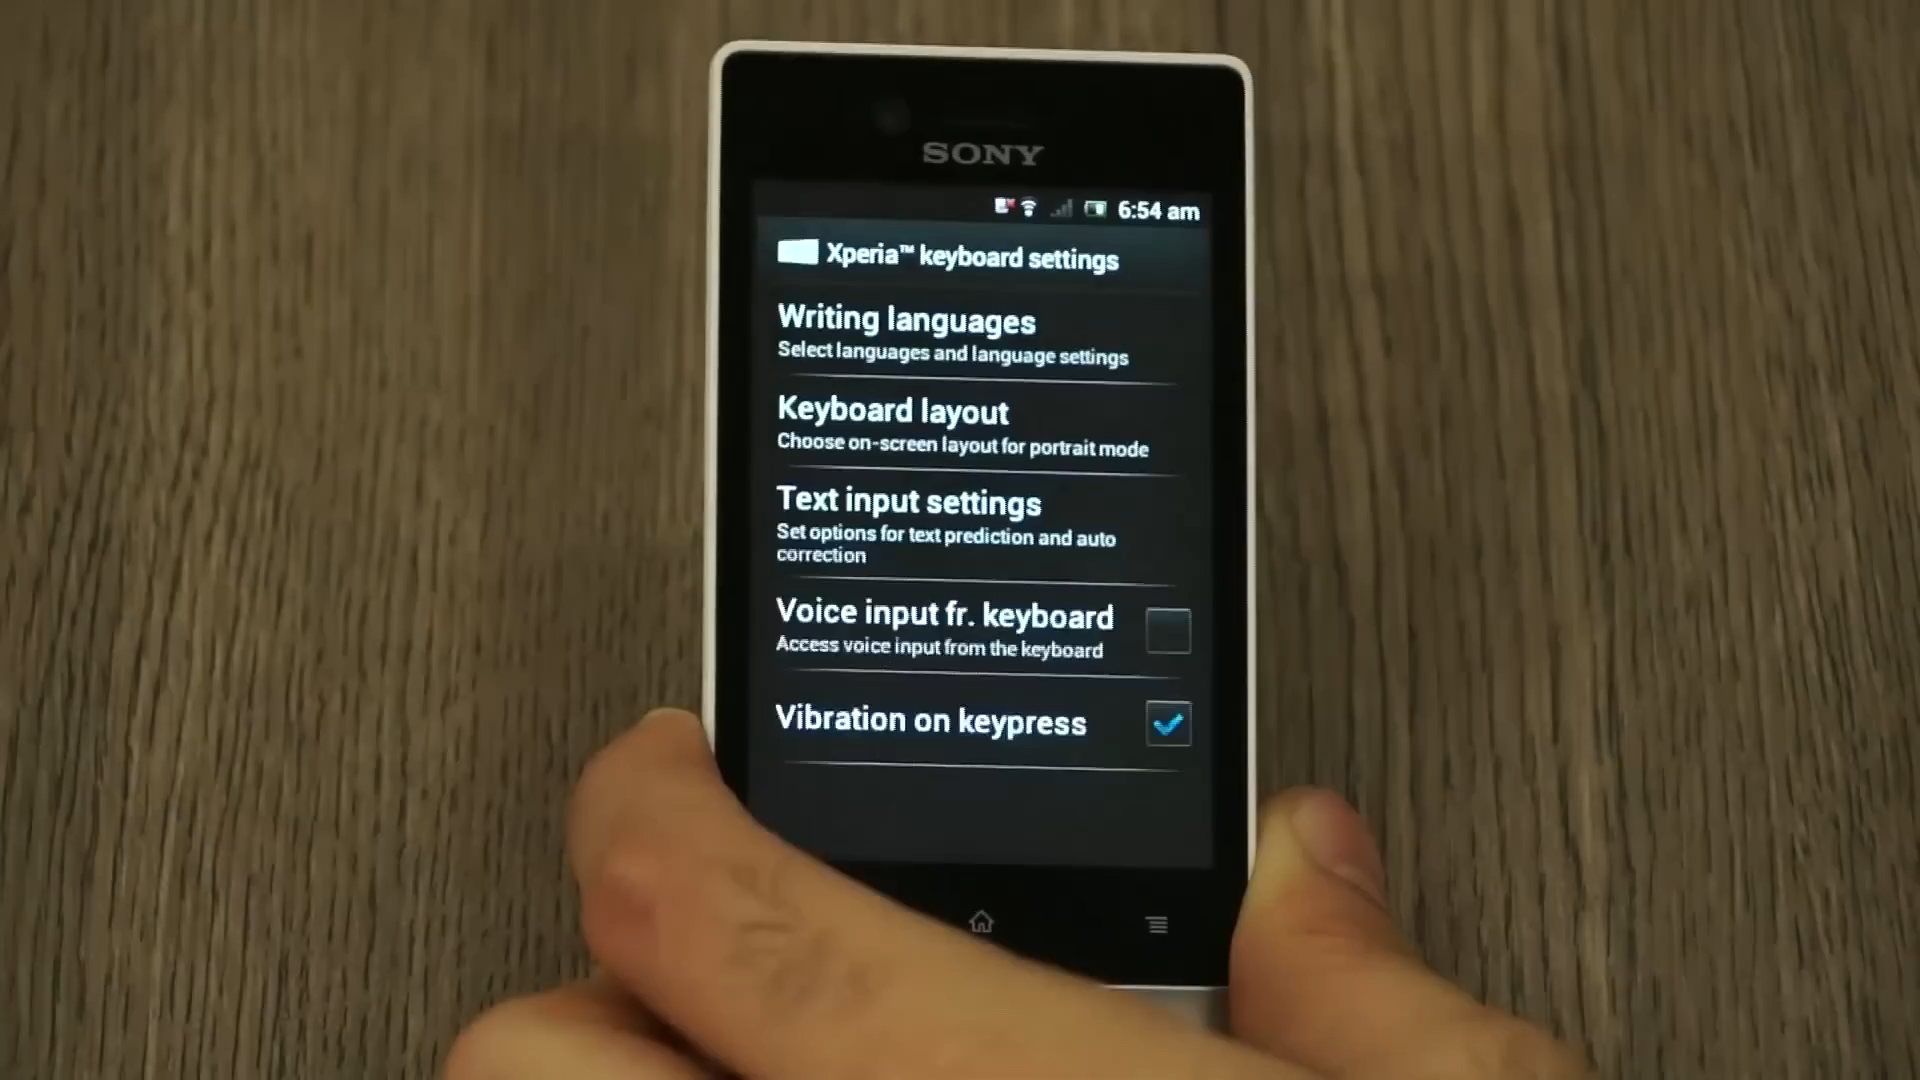 SONY
6:54 am
Xperia™ keyboard settings
Writing languages
Select languages and language settings
Keyboard layout
Choose on-screen layout for portrait mode
Text input settings
Set options for text prediction and auto
correction
Voice input fr. keyboard
Access voice input from the keyboard
Vibration on keypress